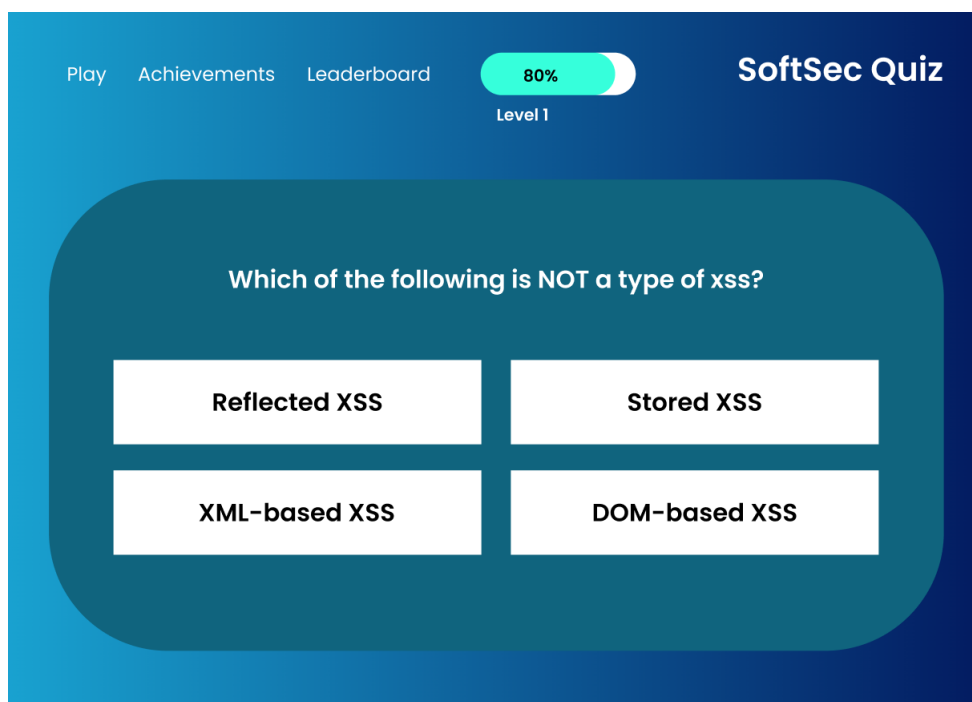 Play Achievements Leaderboard 80% SoftSec Quiz
Level 1
Which of the following is NOT a type of xss?
Reflected XSS Stored XSS
XML-based XSS DOM-based XSS